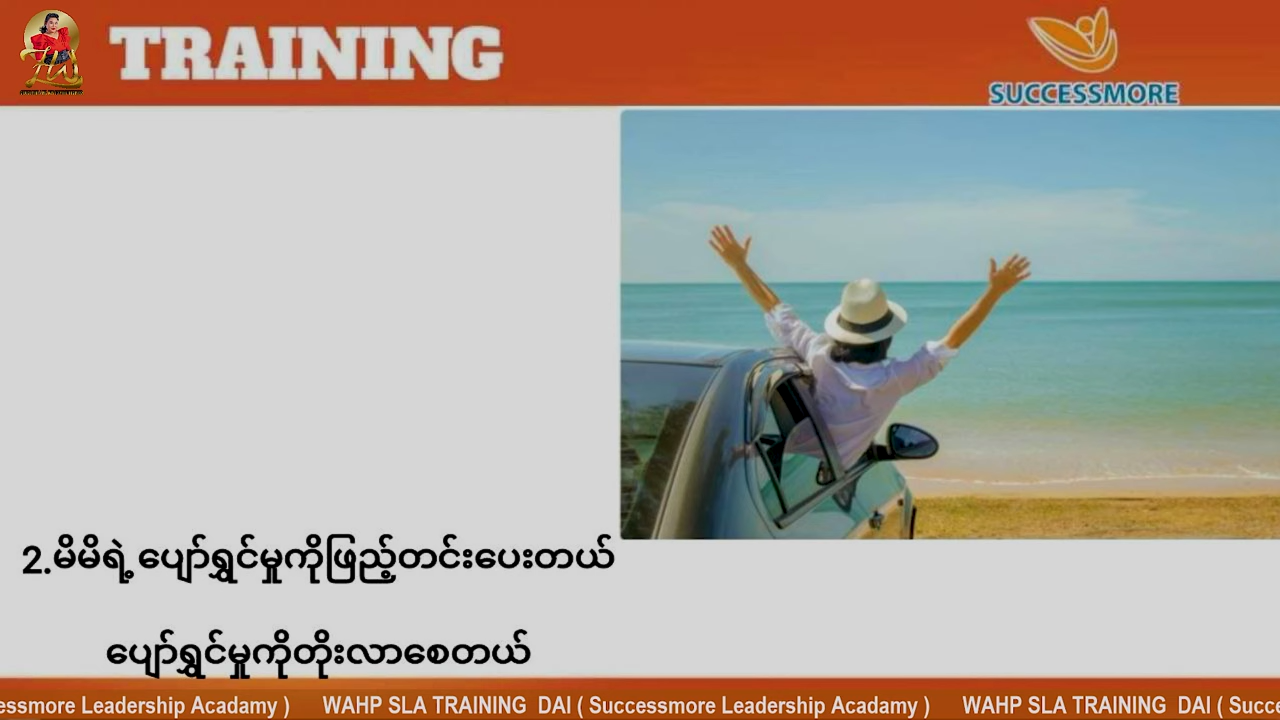 TRAINING
SUCCESSMORE
2.မိမိရဲ့ ပျော်ရွှင်မှုကိုဖြည့်တင်းပေးတယ်
ပျော်ရွှင်မှုကိုတိုးလာစေတယ်
essmore Leadership Acadamy ) WAHP SLA TRAINING DAI ( Successmore Leadership Acadamy ) WAHP SLA TRAINING DAI ( Succe